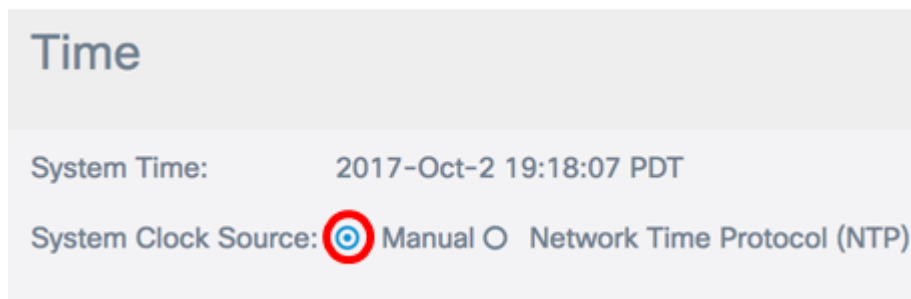 Time
System Time: 2017-Oct-2 19:18:07 PDT
System Clock Source: Manual Network Time Protocol (NTP)